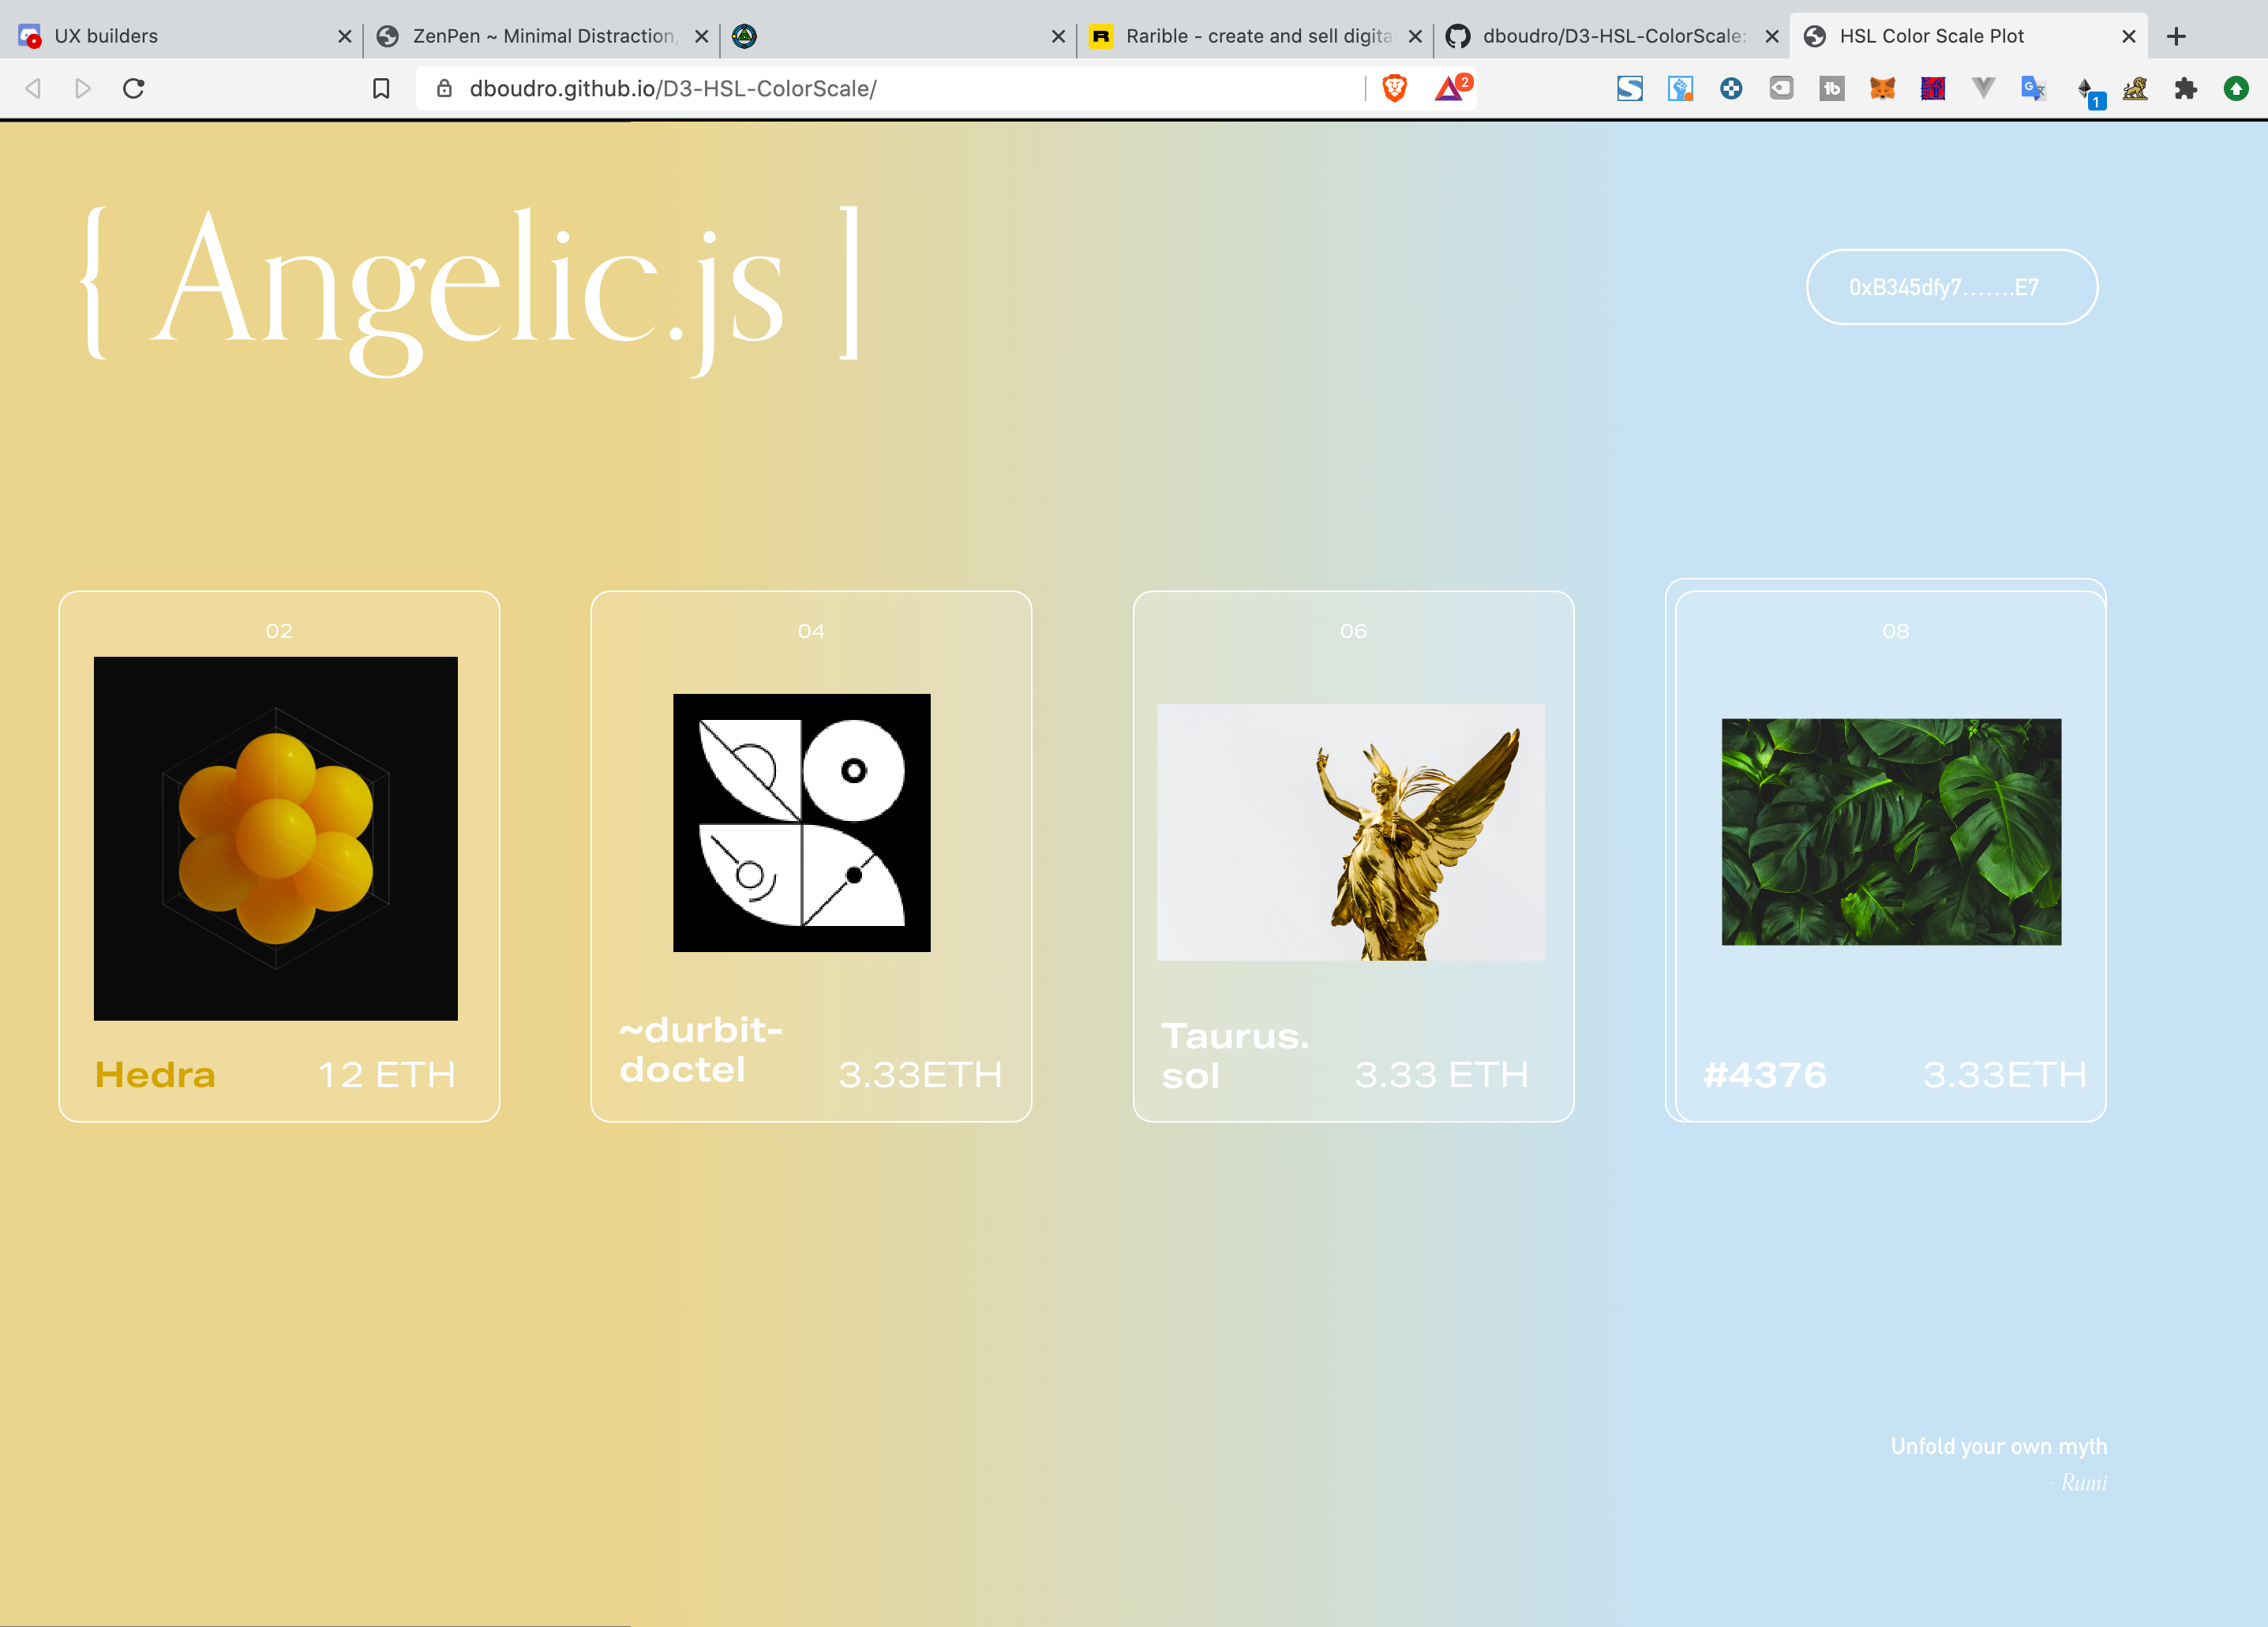 UX builders
ZenPen ~ Minimal Distraction,
Rarible - create and sell digita
dboudro/D3-HSL-ColorScale:
HSL Color Scale Plot
dboudro.github.io/D3-HSL-ColorScale/
2
1
{ Angelic.js ]
0xB345dfy7.......E7
02
Hedra 12 ETH
04
~durbit-
doctel 3.33ETH
06
Taurus.
sol 3.33 ETH
08
#4376 3.33ETH
Unfold your own myth
- Rumi